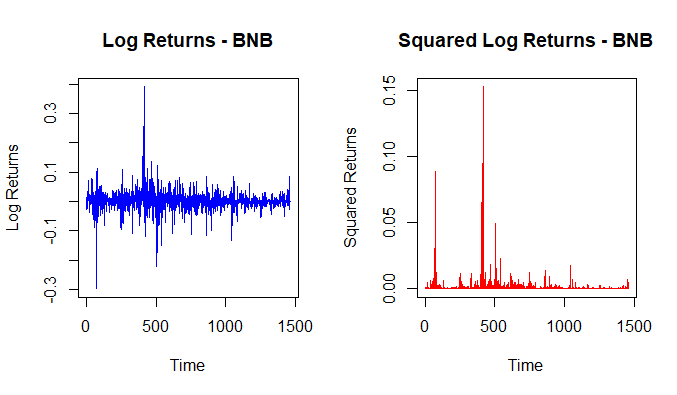 Log Returns - BNB
Log Returns
0.3
0.1
-0.1
-0.3
0 500 1000 1500
Time
Squared Log Returns - BNB
Squared Returns
0.15
0.10
0.05
0.00
0 500 1000 1500
Time